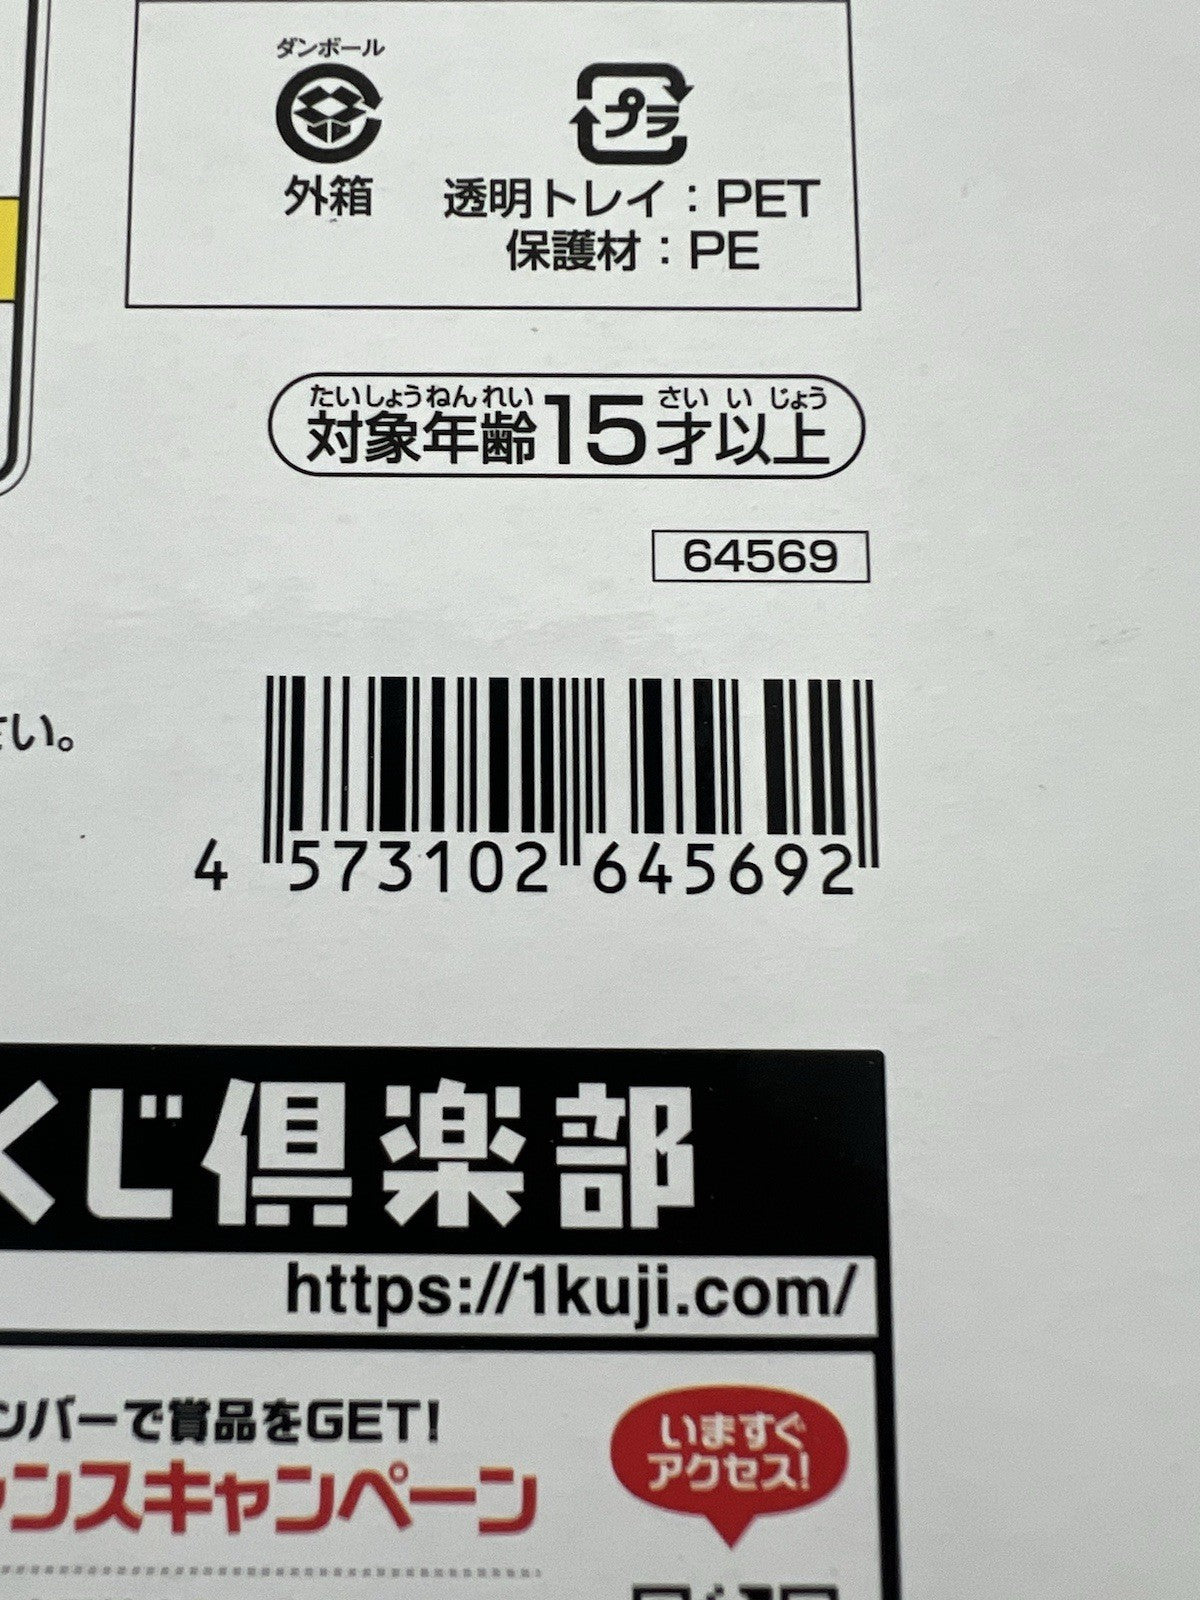 ダンボール
外箱
プラ
透明トレイ：PET
保護材：PE
たいしょうねんれい さい い じょう
対象年齢15才以上
64569
さい。
4 573102 645692
くじ倶楽部
https://1kuji.com/
ンバーで賞品をGET!
ャンスキャンペーン
いますぐ
アクセス!